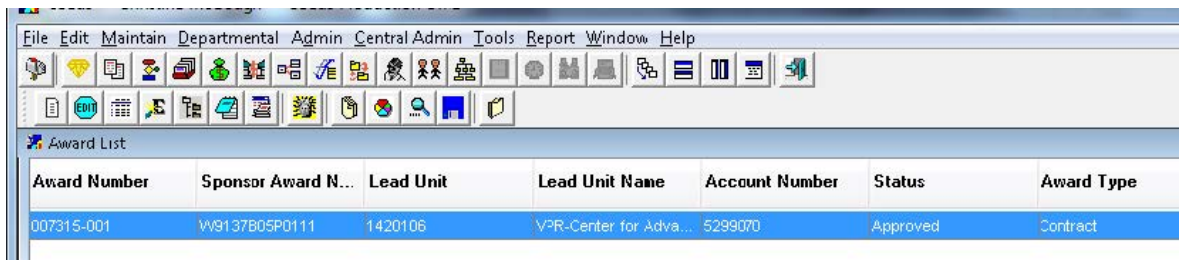 File Edit Maintain Departmental Admin Central Admin Tools Report Window Help
EDIT
Award List
Award Number Sponsor Award N... Lead Unit Lead Unit Name Account Number Status Award Type
007315-001 W9137B05P0111 1420106 VPR-Center for Adva... 5299070 Approved Contract